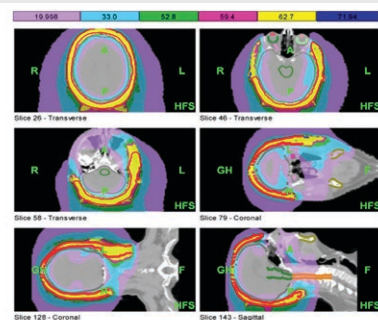 19.998 33.0 52.8 59.4 62.7 71.94
A
R L
P
HFS
Slice 26 - Transverse
A
R L
P
HFS
Slice 46 - Transverse
R L
HFS
Slice 58 - Transverse
GH F
HFS
Slice 79 - Coronal
GH F
HFS
Slice 128 - Coronal
A
GH F
HFS
Slice 143 - Sagittal